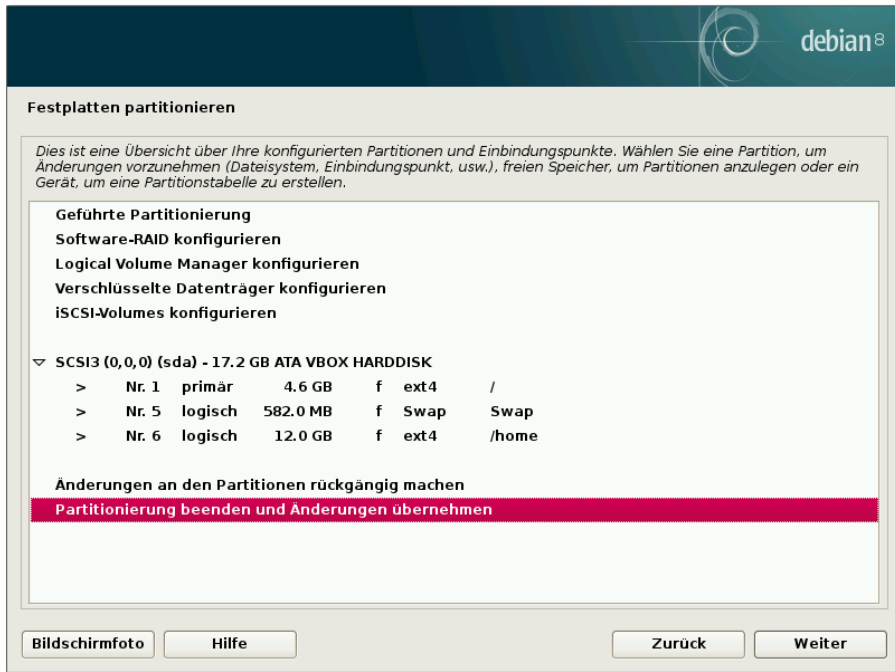 debian 8
Festplatten partitionieren
Dies ist eine Übersicht über Ihre konfigurierten Partitionen und Einbindungspunkte. Wählen Sie eine Partition, um
Änderungen vorzunehmen (Dateisystem, Einbindungspunkt, usw.), freien Speicher, um Partitionen anzulegen oder ein
Gerät, um eine Partitionstabelle zu erstellen.
Geführte Partitionierung
Software-RAID konfigurieren
Logical Volume Manager konfigurieren
Verschlüsselte Datenträger konfigurieren
iSCSI-Volumes konfigurieren
SCSI3 (0,0,0) (sda) - 17.2 GB ATA VBOX HARDDISK
> Nr. 1 primär 4.6 GB f ext4 /
> Nr. 5 logisch 582.0 MB f Swap Swap
> Nr. 6 logisch 12.0 GB f ext4 /home
Änderungen an den Partitionen rückgängig machen
Partitionierung beenden und Änderungen übernehmen
Bildschirmfoto Hilfe Zurück Weiter